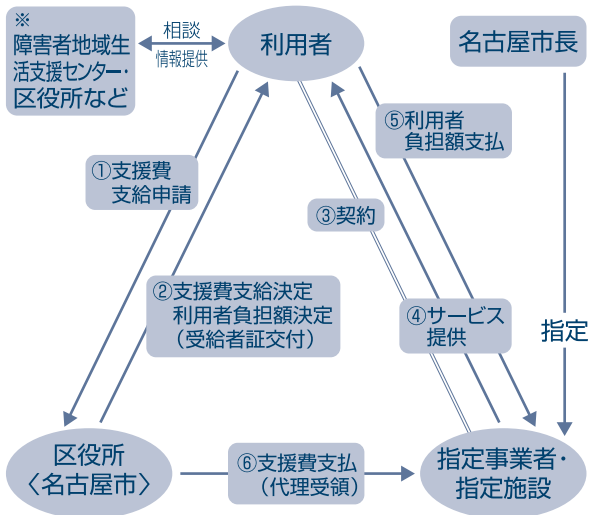 ※
障害者地域生
活支援センター・
区役所など
相談
情報提供
利用者
名古屋市長
⑤利用者
負担額支払
①支援費
支給申請
③契約
②支援費支給決定
利用者負担額決定
（受給者証交付）
④サービス
提供
指定
区役所
〈名古屋市〉
⑥支援費支払
（代理受領）
指定事業者・
指定施設